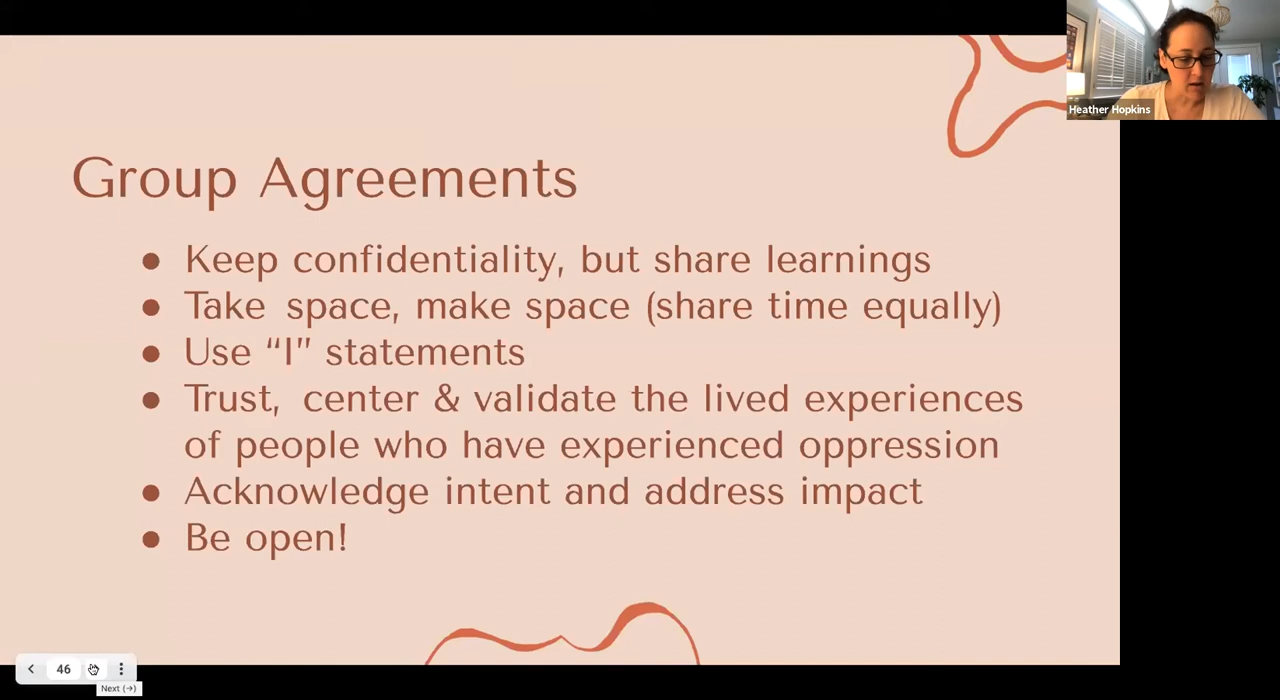 Heather Hopkins
Group Agreements
● Keep confidentiality, but share learnings
● Take space, make space (share time equally)
● Use “I” statements
● Trust, center & validate the lived experiences
of people who have experienced oppression
● Acknowledge intent and address impact
● Be open!
46
Next (→)